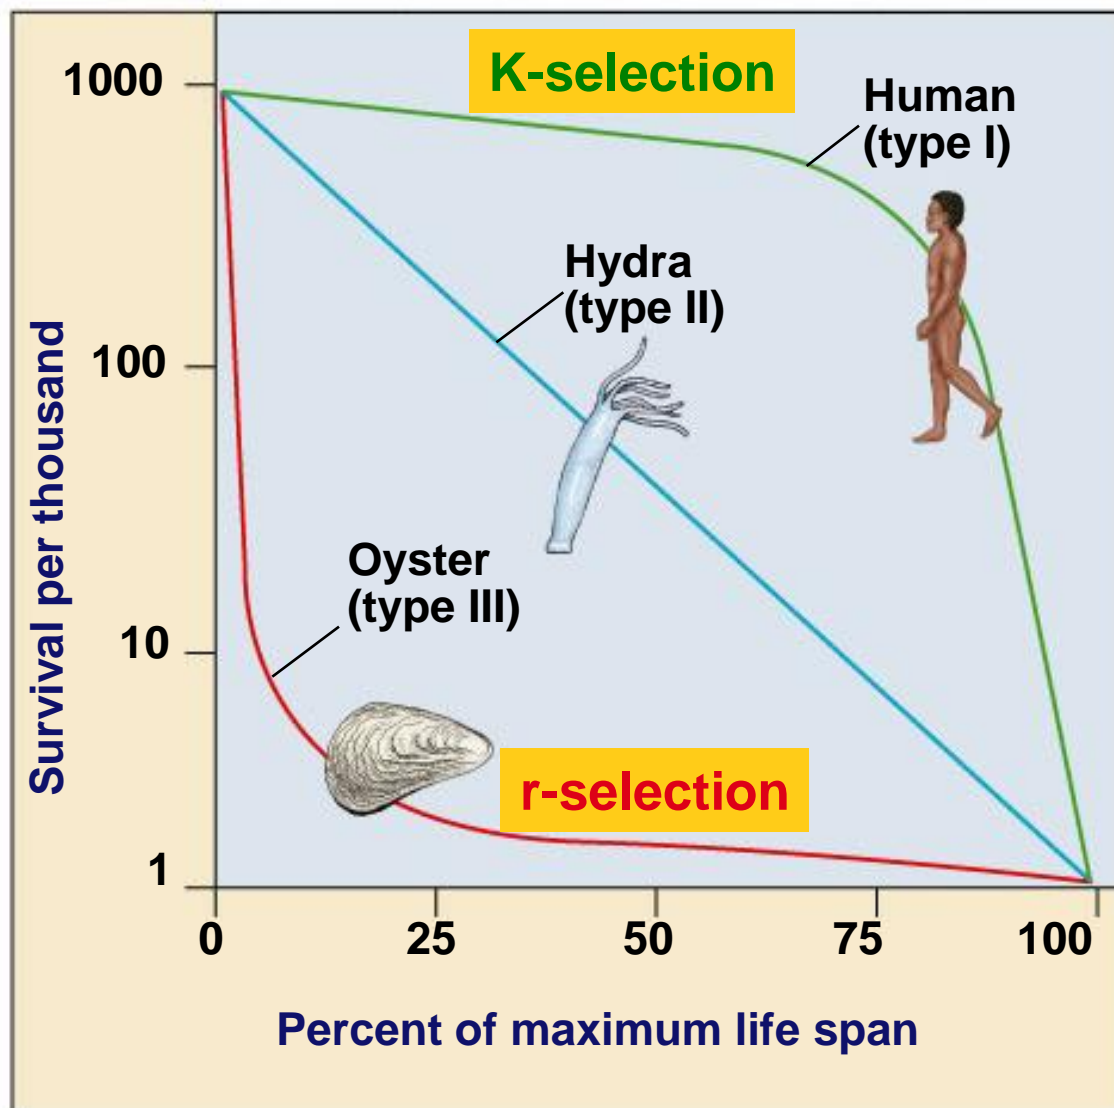 K-selection
1000
Human
(type I)
Hydra
(type II)
100
Survival per thousand
Oyster
(type III)
10
r-selection
1
0 25 50 75 100
Percent of maximum life span